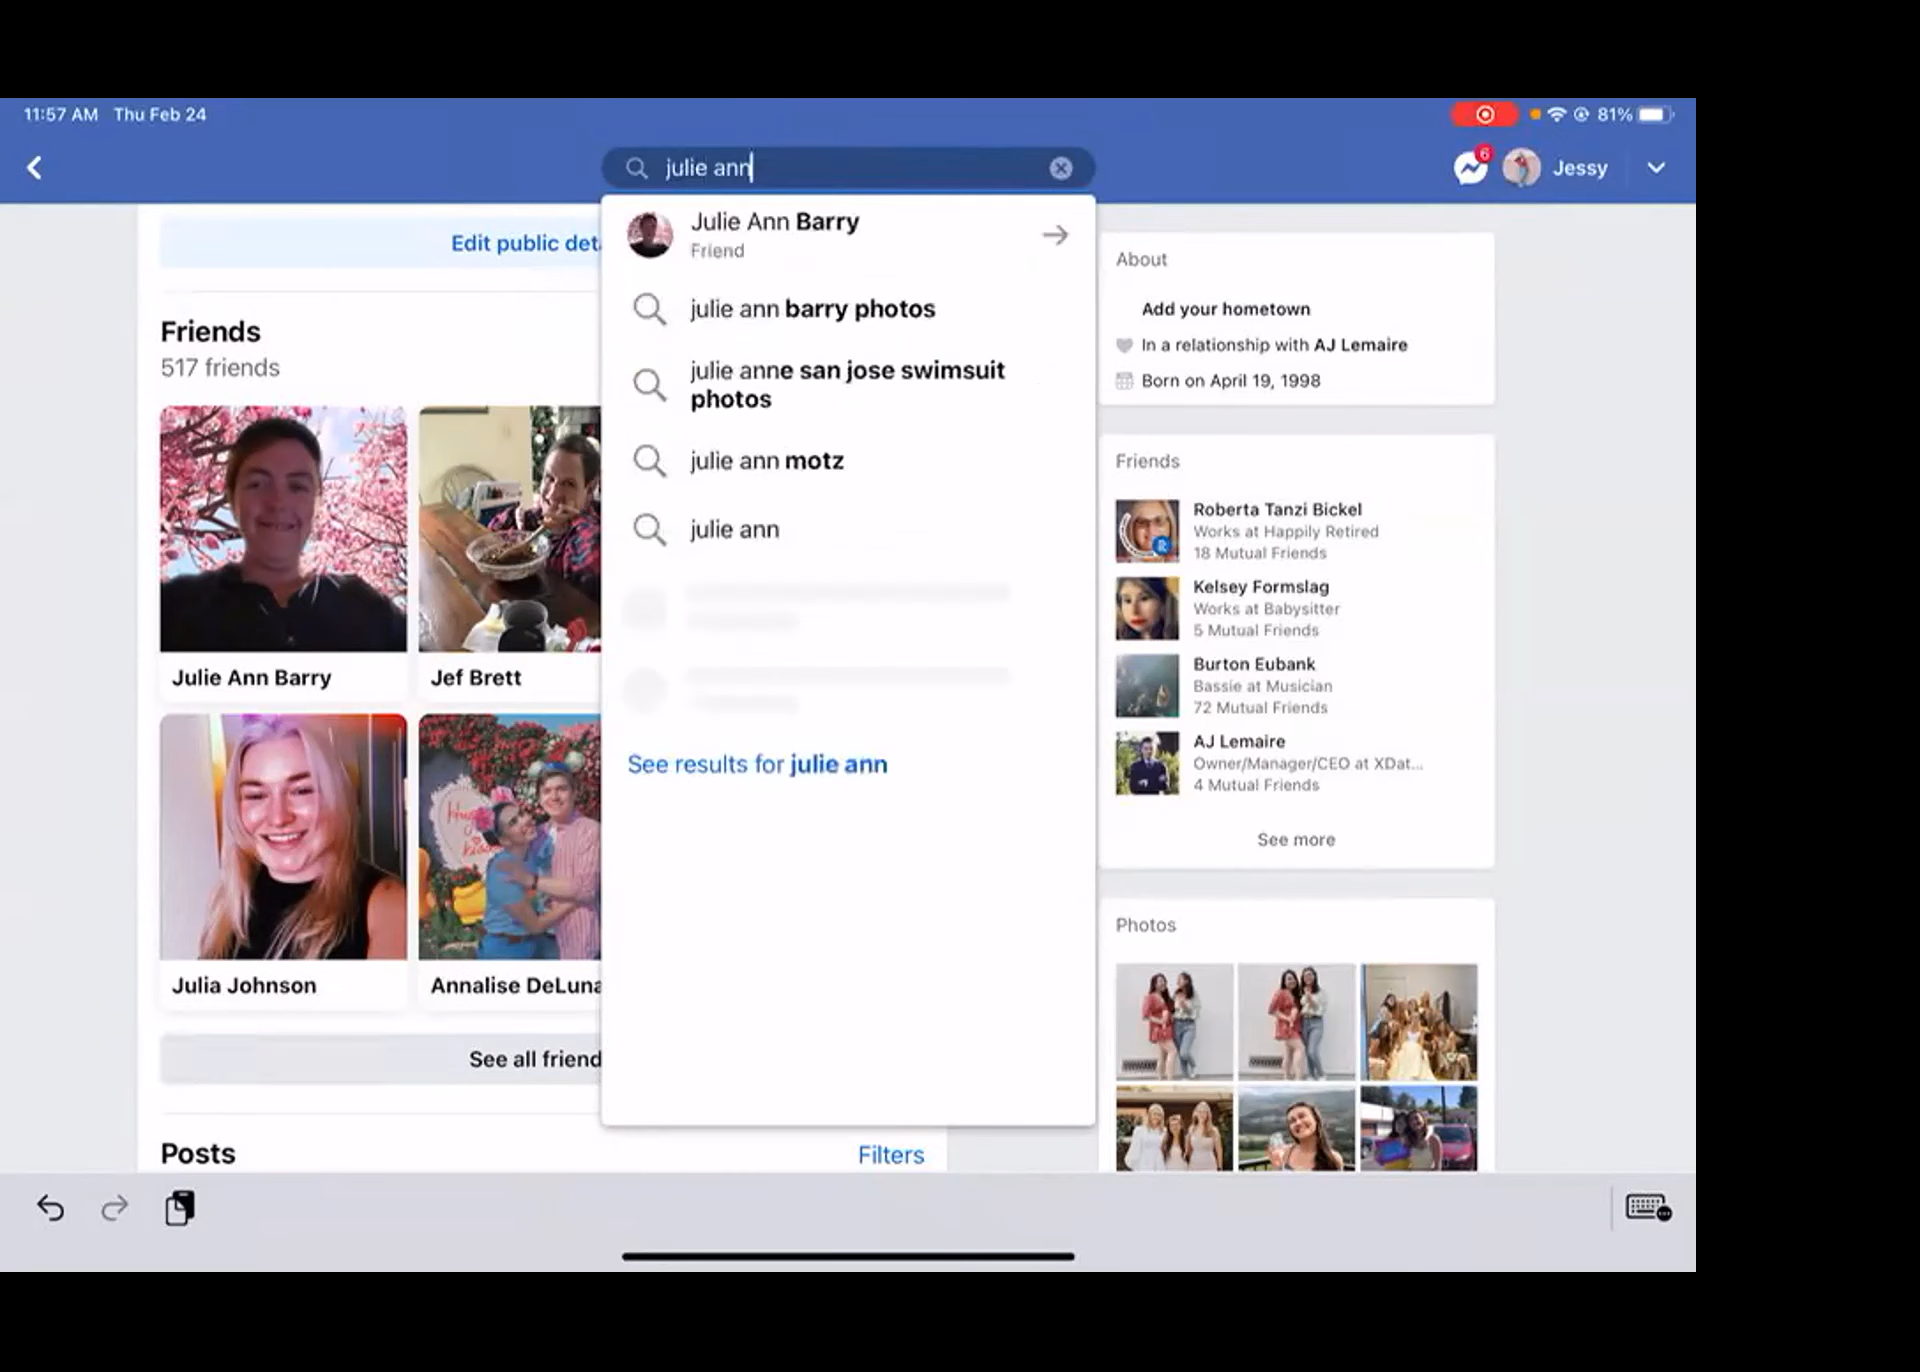 11:57 AM Thu Feb 24
81%
julie ann
6
Jessy
Edit public det
Friends
517 friends
Julie Ann Barry
Jef Brett
Julia Johnson
Annalise DeLuna
See all friend
Posts
Filters
Julie Ann Barry
Friend
julie ann barry photos
julie anne san jose swimsuit
photos
julie ann motz
julie ann
See results for julie ann
About
Add your hometown
In a relationship with AJ Lemaire
Born on April 19, 1998
Friends
Roberta Tanzi Bickel
Works at Happily Retired
18 Mutual Friends
Kelsey Formslag
Works at Babysitter
5 Mutual Friends
Burton Eubank
Bassie at Musician
72 Mutual Friends
AJ Lemaire
Owner/Manager/CEO at XDat...
4 Mutual Friends
See more
Photos